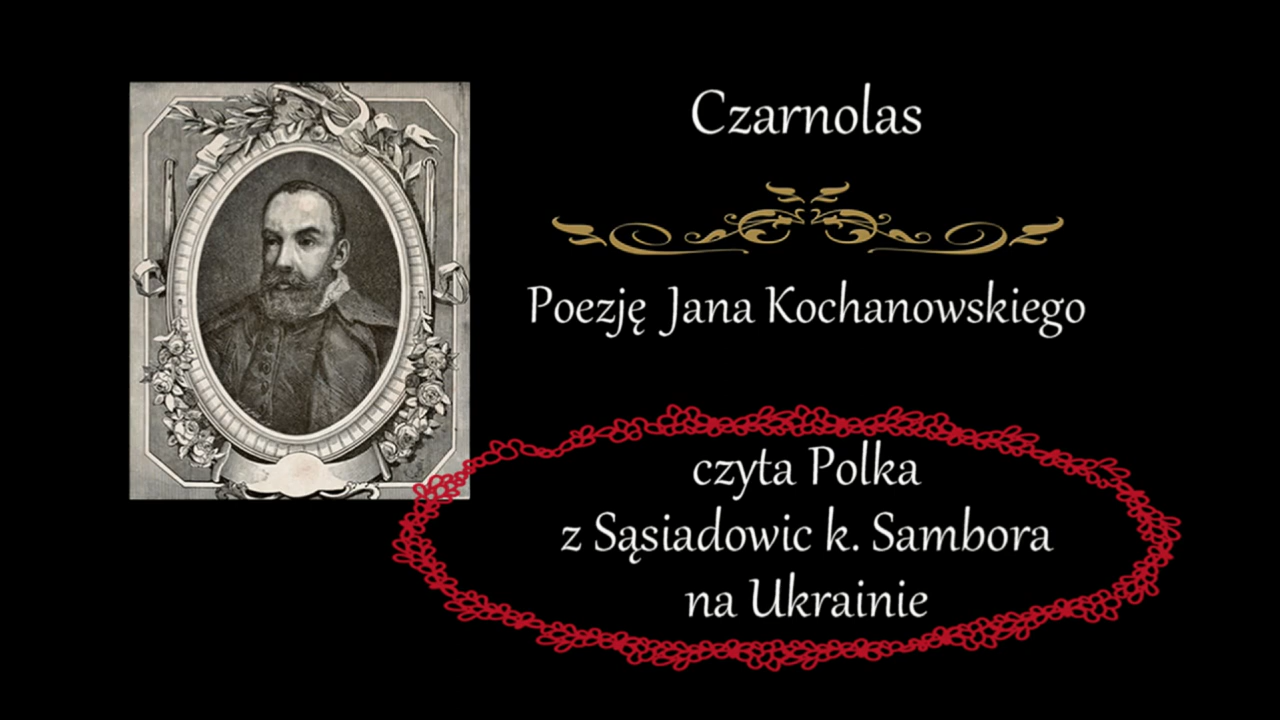 Czarnolas
Poezję Jana Kochanowskiego
czyta Polka
z Sąsiadowic k. Sambora
na Ukrainie